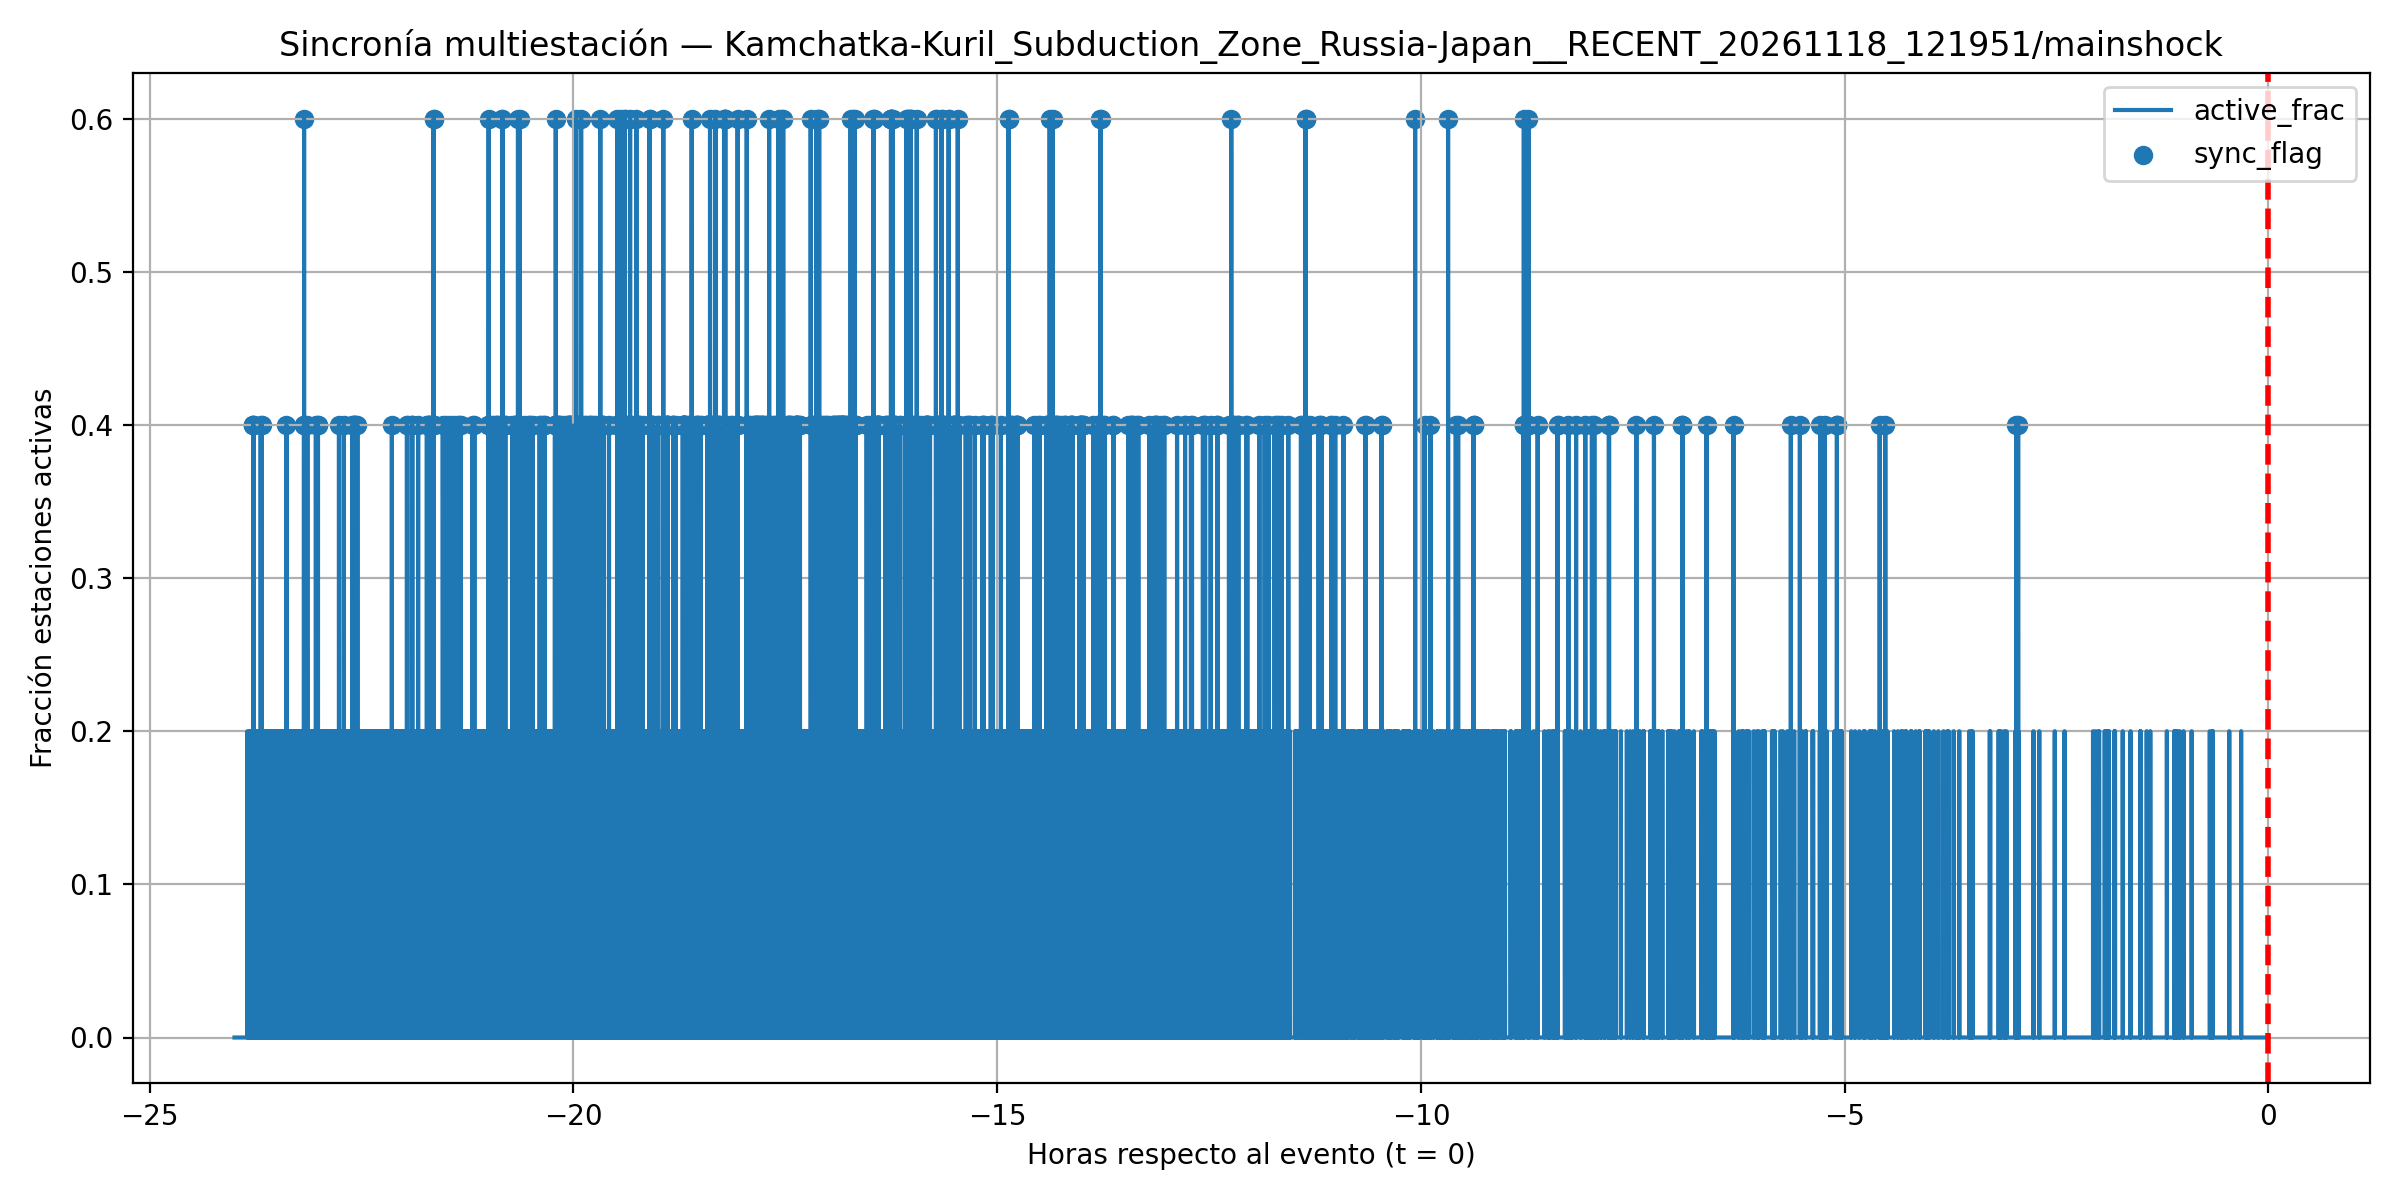 Sincronía multiestación — Kamchatka-Kuril_Subduction_Zone_Russia-Japan__RECENT_20261118_121951/mainshock
active_frac
sync_flag
Fracción estaciones activas
0.6
0.5
0.4
0.3
0.2
0.1
0.0
−25 −20 −15 −10 −5 0
Horas respecto al evento (t = 0)